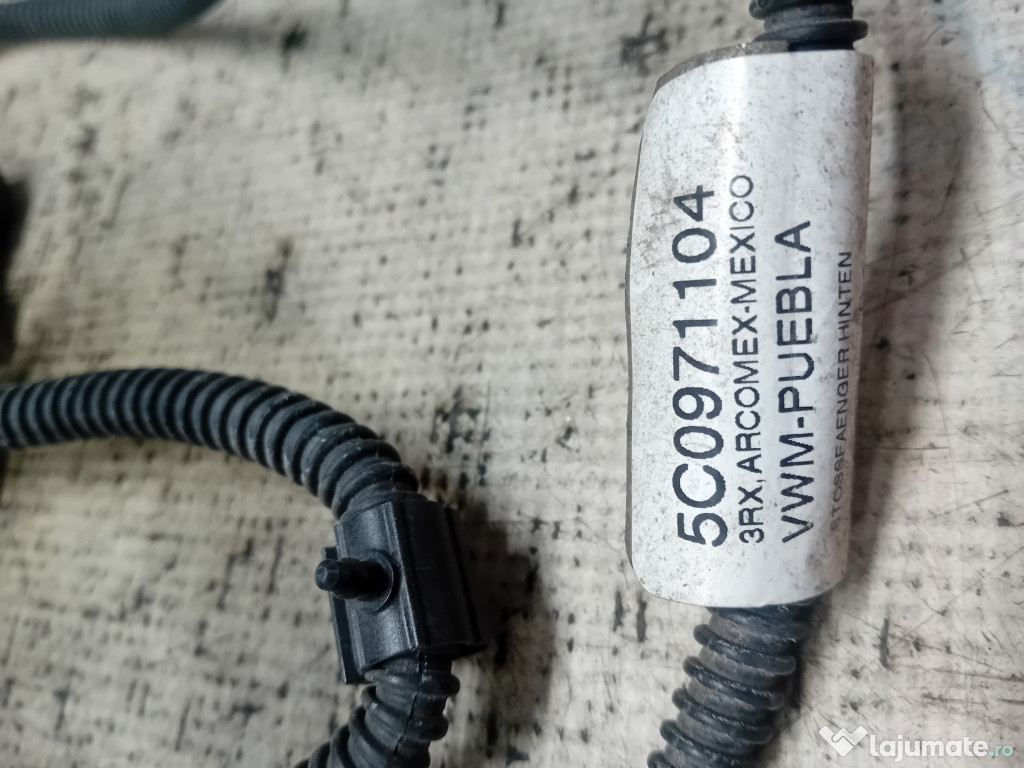 5C0971104
3RX,ARCOMEX-MEXICO
VWM-PUEBLA
STOSSFAENGER HINTEN
lajumate.ro